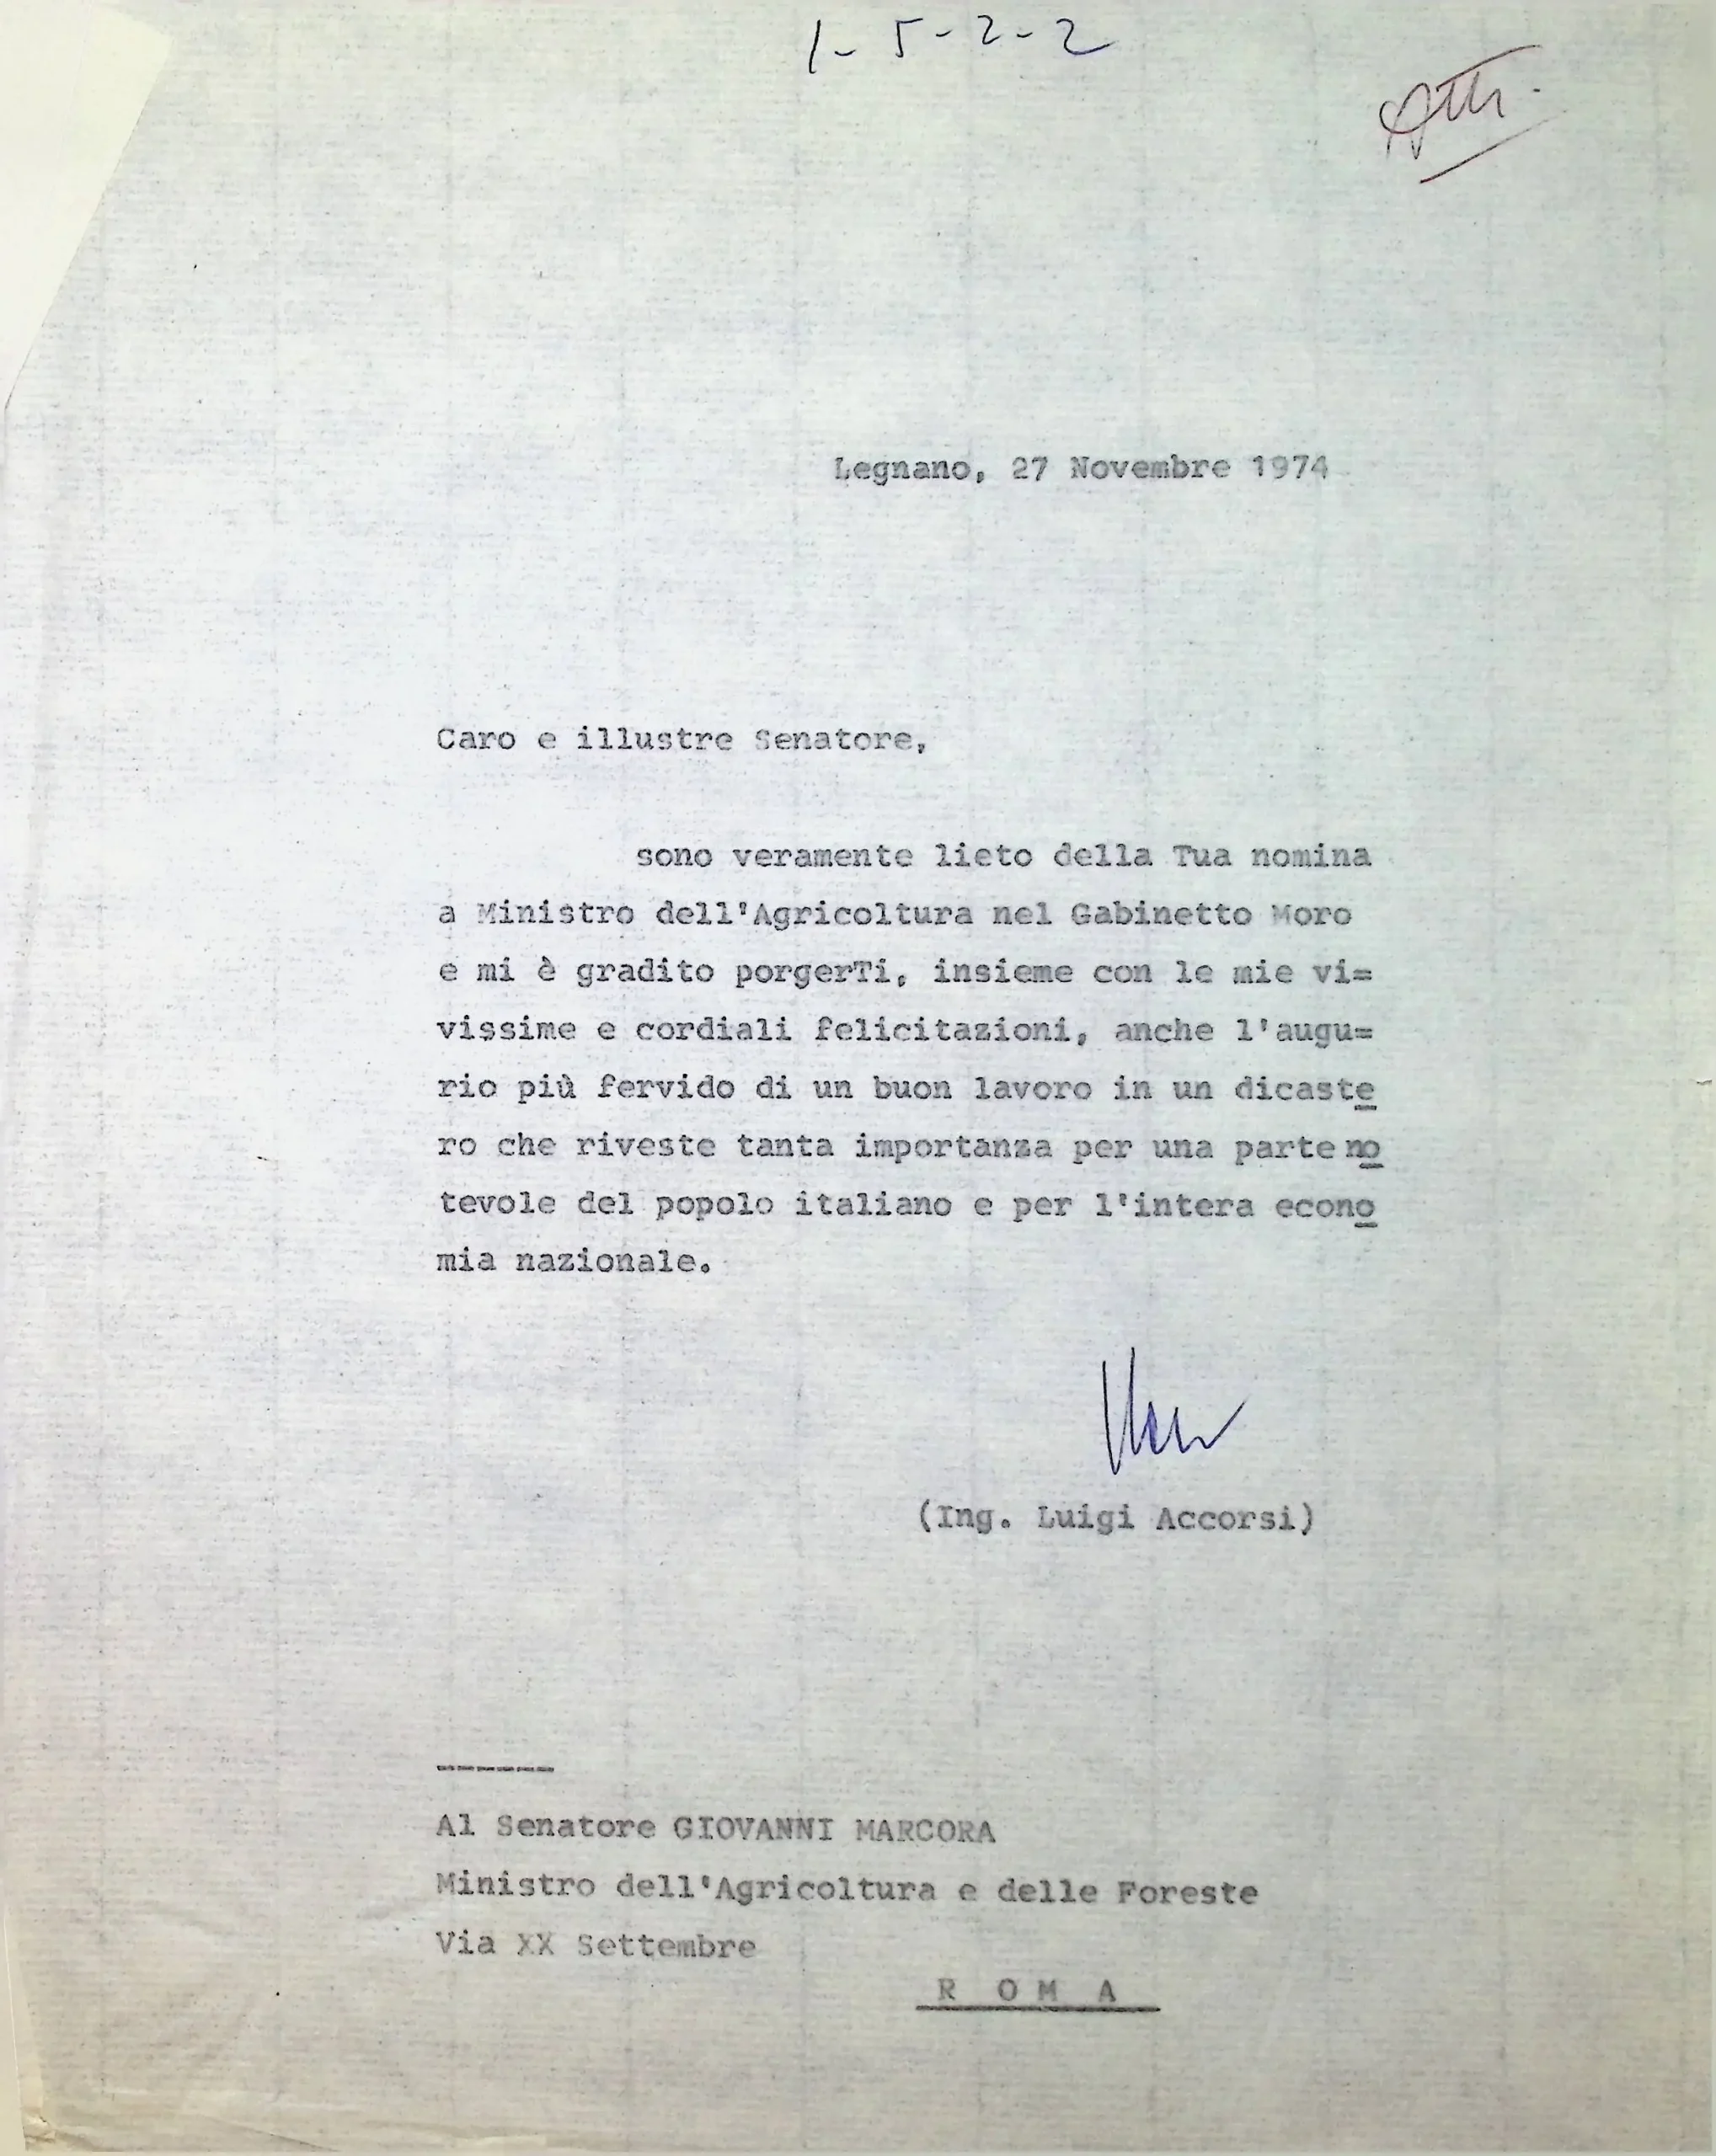 1-5-2-2
Legnano, 27 Novembre 1974
Caro e illustre Senatore,
sono veramente lieto della Tua nomina
a Ministro dell'Agricoltura nel Gabinetto Moro
e mi è gradito porgerTi, insieme con le mie vi=
vissime e cordiali felicitazioni, anche l'augu=
rio più fervido di un buon lavoro in un dicaste
ro che riveste tanta importanza per una parte no
tevole del popolo italiano e per l'intera econo
mia nazionale.
(Ing. Luigi Accorsi)
------
Al Senatore GIOVANNI MARCORA
Ministro dell'Agricoltura e delle Foreste
Via XX Settembre
R O M A